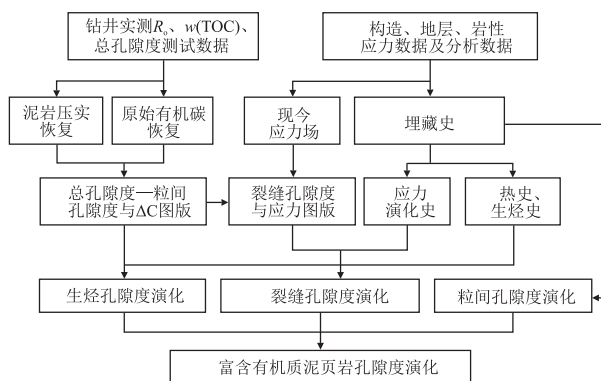 钻井实测Rₒ、w(TOC)、
总孔隙度测试数据
构造、地层、岩性
应力数据及分析数据
泥岩压实
恢复
原始有机碳
恢复
现今
应力场
埋藏史
总孔隙度—粒间
孔隙度与ΔC图版
裂缝孔隙度
与应力图版
应力
演化史
热史、
生烃史
生烃孔隙度演化
裂缝孔隙度演化
粒间孔隙度演化
富含有机质泥页岩孔隙度演化